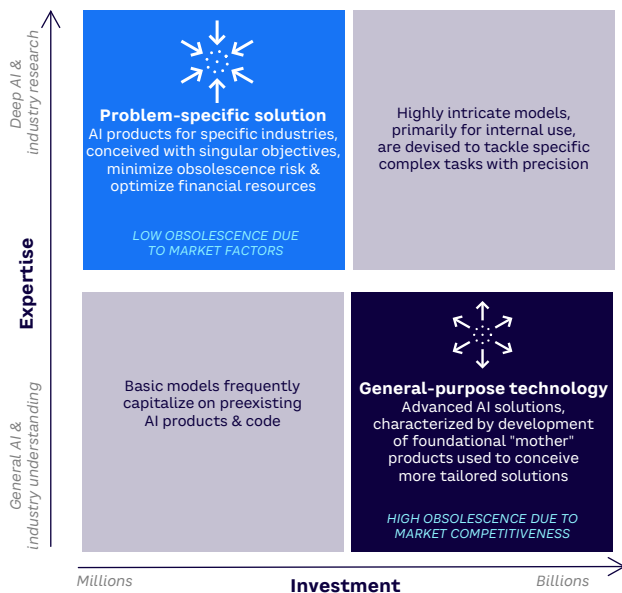 Deep AI &
industry research
Expertise
General AI &
industry understanding
Problem-specific solution
AI products for specific industries,
conceived with singular objectives,
minimize obsolescence risk &
optimize financial resources
LOW OBSOLESCENCE DUE
TO MARKET FACTORS
Highly intricate models,
primarily for internal use,
are devised to tackle specific
complex tasks with precision
Basic models frequently
capitalize on preexisting
AI products & code
General-purpose technology
Advanced AI solutions,
characterized by development
of foundational "mother"
products used to conceive
more tailored solutions
HIGH OBSOLESCENCE DUE TO
MARKET COMPETITIVENESS
Millions
Investment
Billions